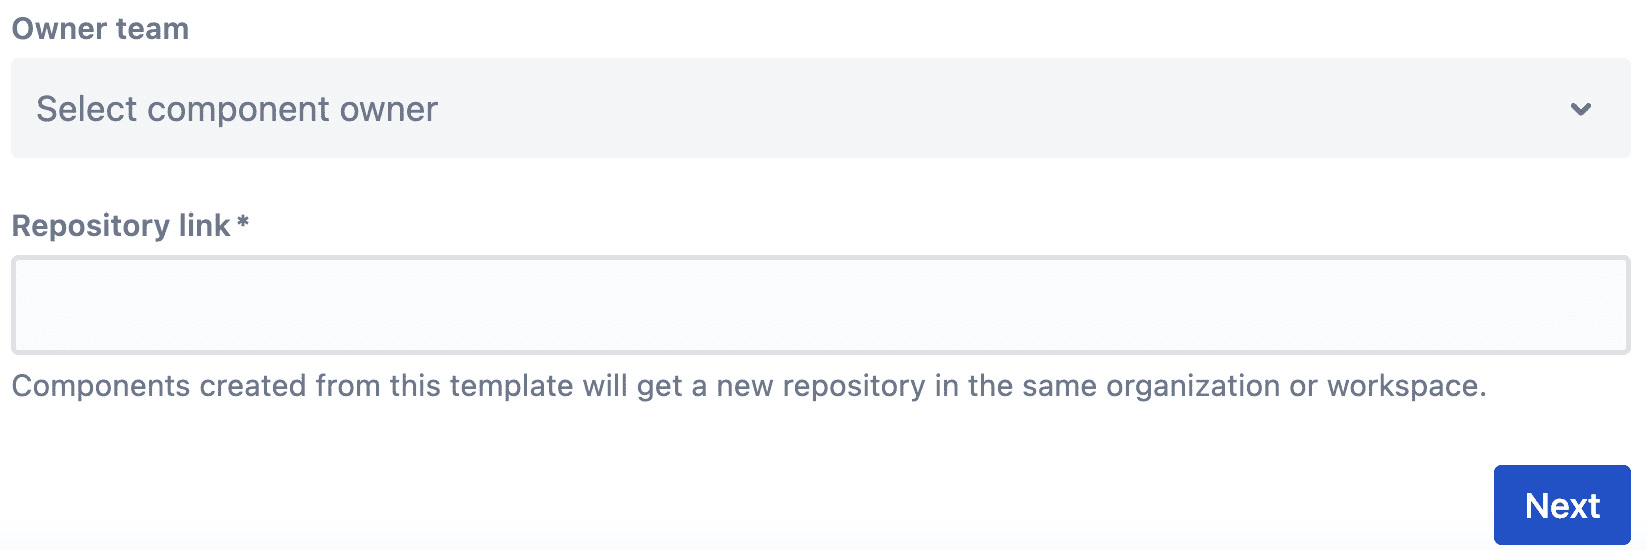 Owner team
Select component owner
Repository link *
Components created from this template will get a new repository in the same organization or workspace.
Next